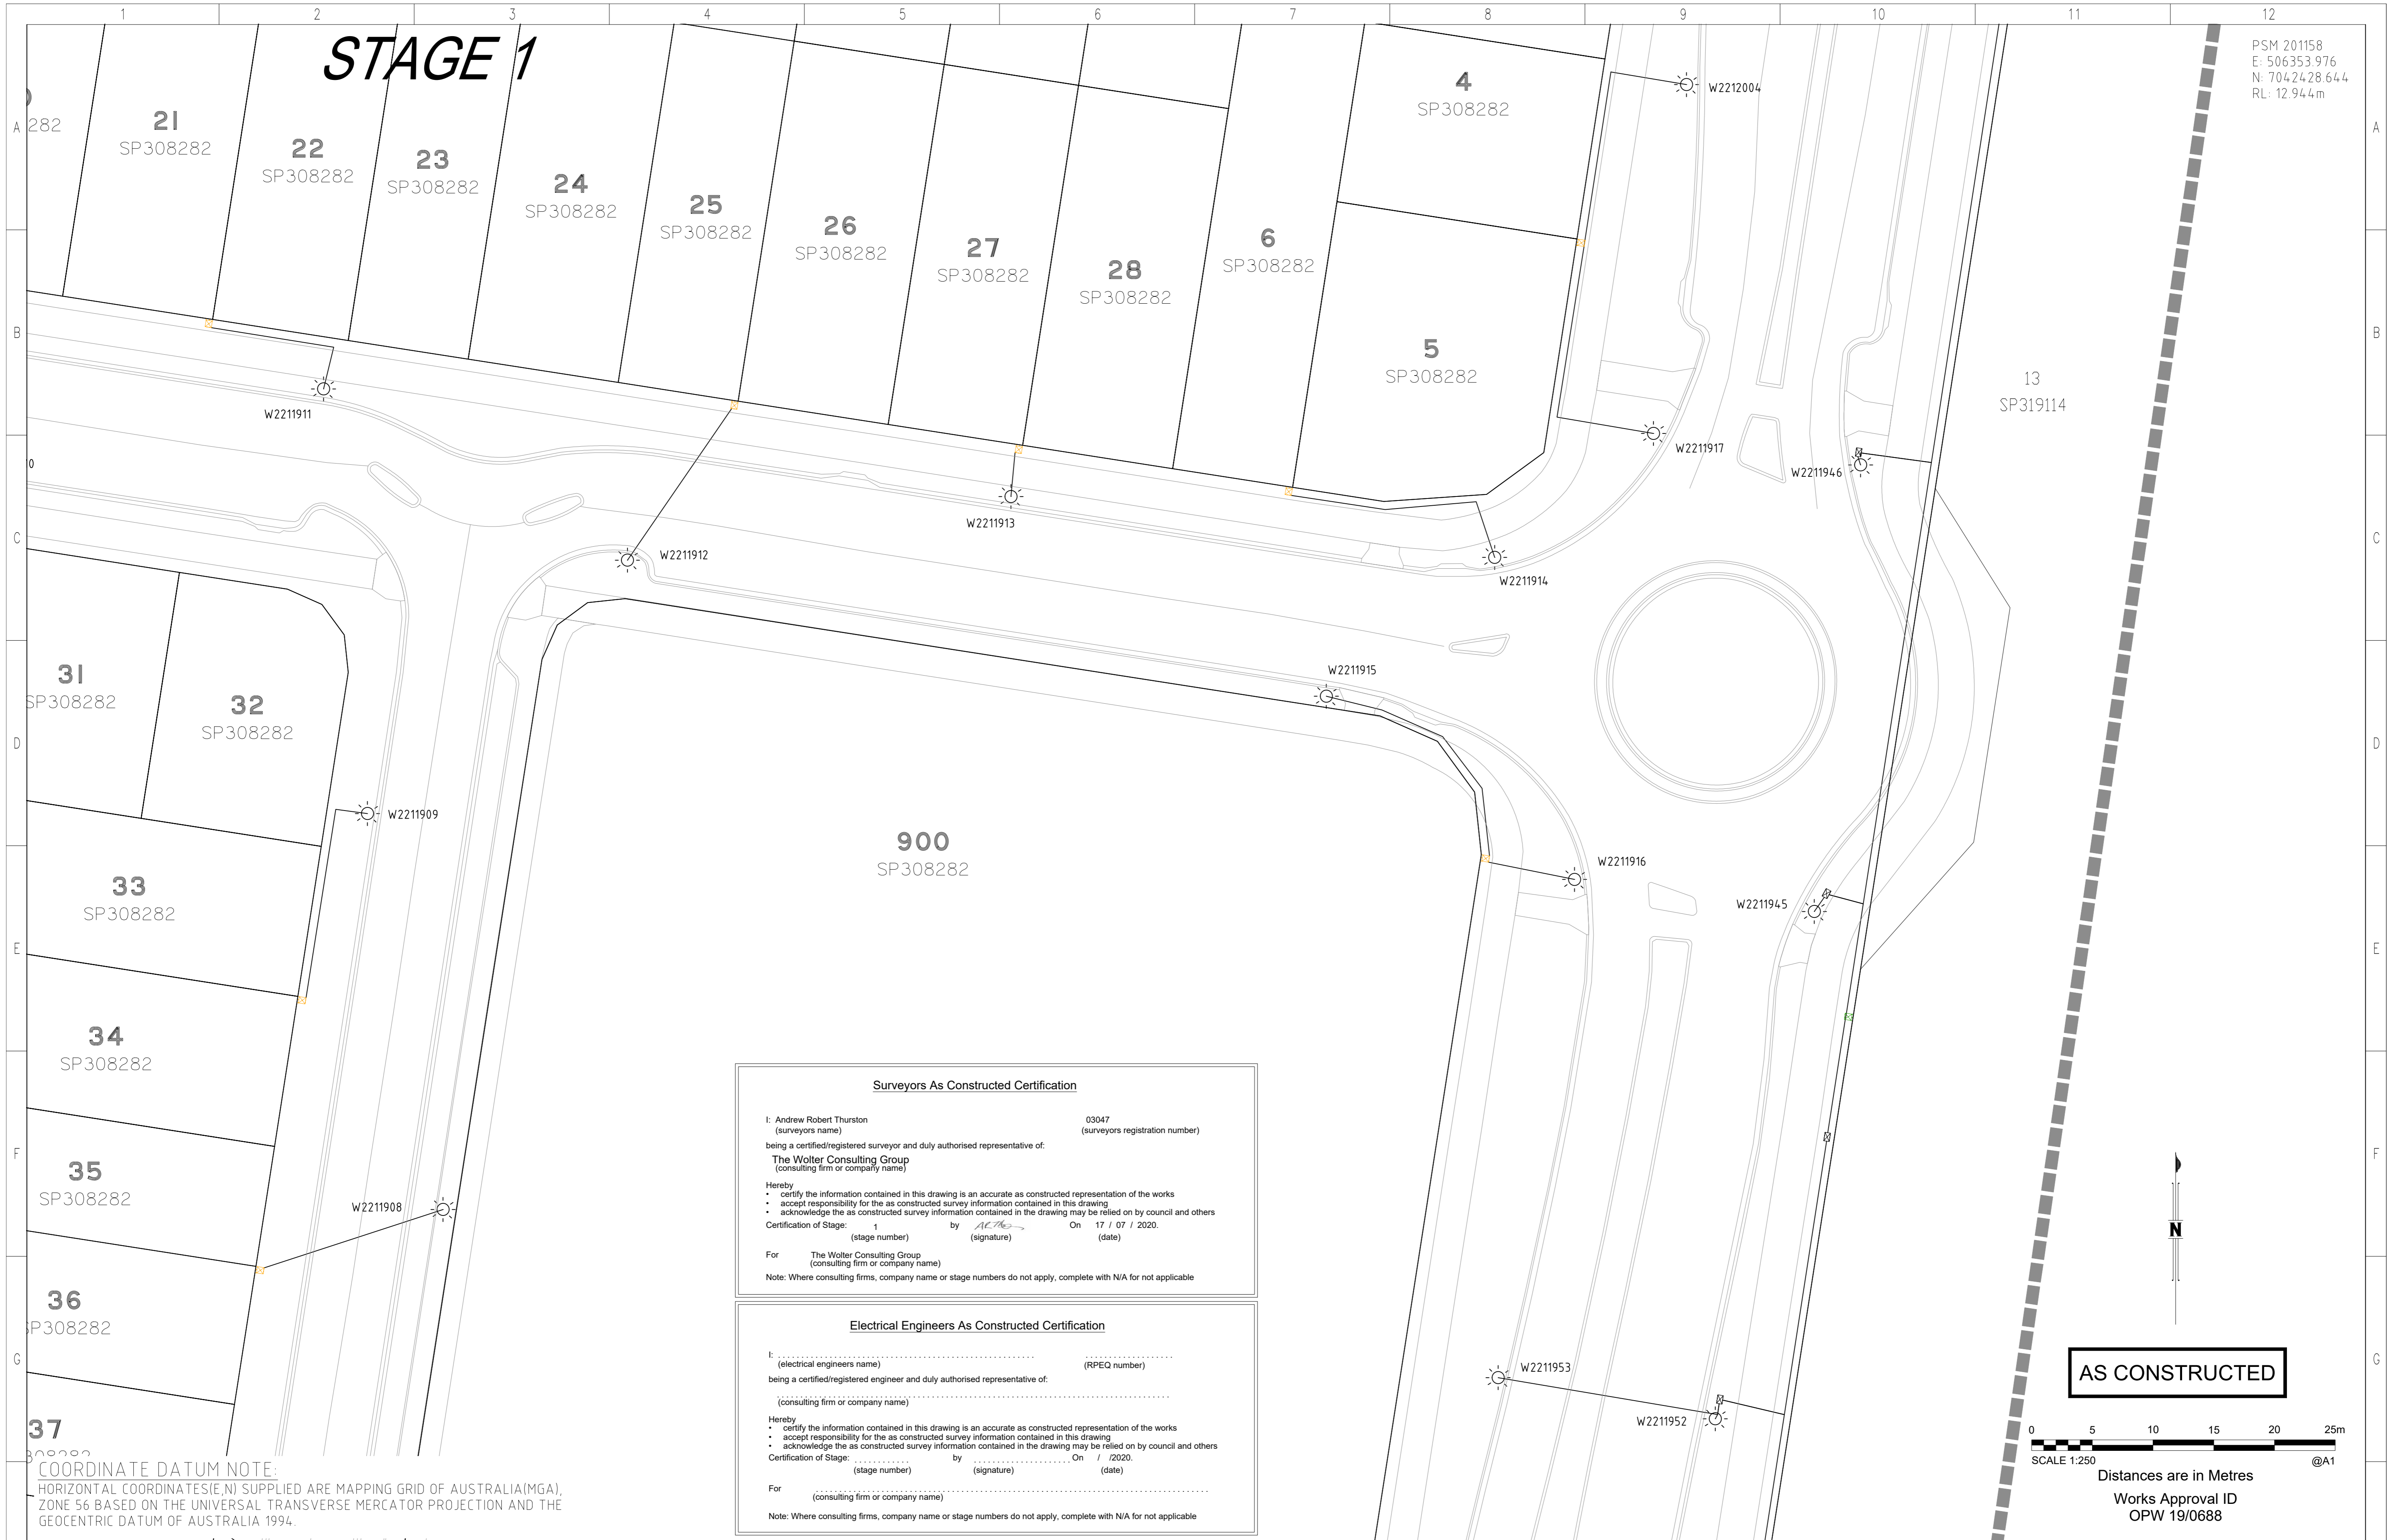 1 2 3 4 5 6 7 8 9 10 11 12
STAGE 1
PSM 201158
E: 506353.976
N: 7042428.644
RL: 12.944m
A
A
282
21
SP308282
22
SP308282
23
SP308282
24
SP308282
25
SP308282
26
SP308282
27
SP308282
28
SP308282
6
SP308282
4
SP308282
W2212004
B
B
5
SP308282
13
SP319114
W2211911
W2211917
W2211946
C
C
W2211913
W2211912
W2211914
31
SP308282
32
SP308282
W2211915
D
D
W2211909
900
SP308282
W2211916
33
SP308282
W2211945
E
E
34
SP308282
F
F
35
SP308282
W2211908
36
SP308282
G
G
37
W2211953
W2211952
Surveyors As Constructed Certification
I: Andrew Robert Thurston 03047
(surveyors name) (surveyors registration number)
being a certified/registered surveyor and duly authorised representative of:
The Wolter Consulting Group
(consulting firm or company name)
Hereby
• certify the information contained in this drawing is an accurate as constructed representation of the works
• accept responsibility for the as constructed survey information contained in this drawing
• acknowledge the as constructed survey information contained in the drawing may be relied on by council and others
Certification of Stage: 1 by On 17 / 07 / 2020.
(stage number) (signature) (date)
For The Wolter Consulting Group
(consulting firm or company name)
Note: Where consulting firms, company name or stage numbers do not apply, complete with N/A for not applicable
Electrical Engineers As Constructed Certification
I:
(electrical engineers name) (RPEQ number)
being a certified/registered engineer and duly authorised representative of:
(consulting firm or company name)
Hereby
• certify the information contained in this drawing is an accurate as constructed representation of the works
• accept responsibility for the as constructed survey information contained in this drawing
• acknowledge the as constructed survey information contained in the drawing may be relied on by council and others
Certification of Stage: by On / /2020.
(stage number) (signature) (date)
For
(consulting firm or company name)
Note: Where consulting firms, company name or stage numbers do not apply, complete with N/A for not applicable
N
AS CONSTRUCTED
0 5 10 15 20 25m
SCALE 1:250 @A1
Distances are in Metres
Works Approval ID
OPW 19/0688
COORDINATE DATUM NOTE:
HORIZONTAL COORDINATES(E,N) SUPPLIED ARE MAPPING GRID OF AUSTRALIA(MGA),
ZONE 56 BASED ON THE UNIVERSAL TRANSVERSE MERCATOR PROJECTION AND THE
GEOCENTRIC DATUM OF AUSTRALIA 1994.